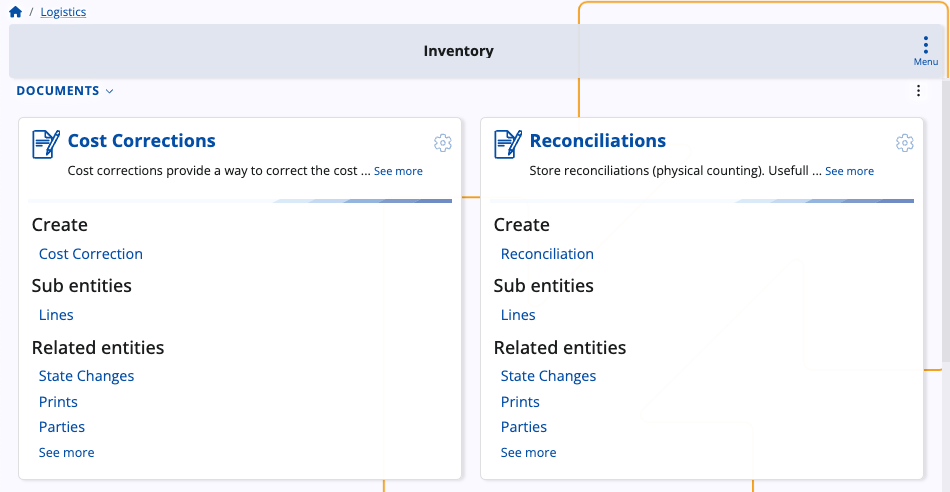 / Logistics
Inventory
Menu
DOCUMENTS
Cost Corrections
Cost corrections provide a way to correct the cost ... See more
Create
Cost Correction
Sub entities
Lines
Related entities
State Changes
Prints
Parties
See more
Reconciliations
Store reconciliations (physical counting). Usefull ... See more
Create
Reconciliation
Sub entities
Lines
Related entities
State Changes
Prints
Parties
See more